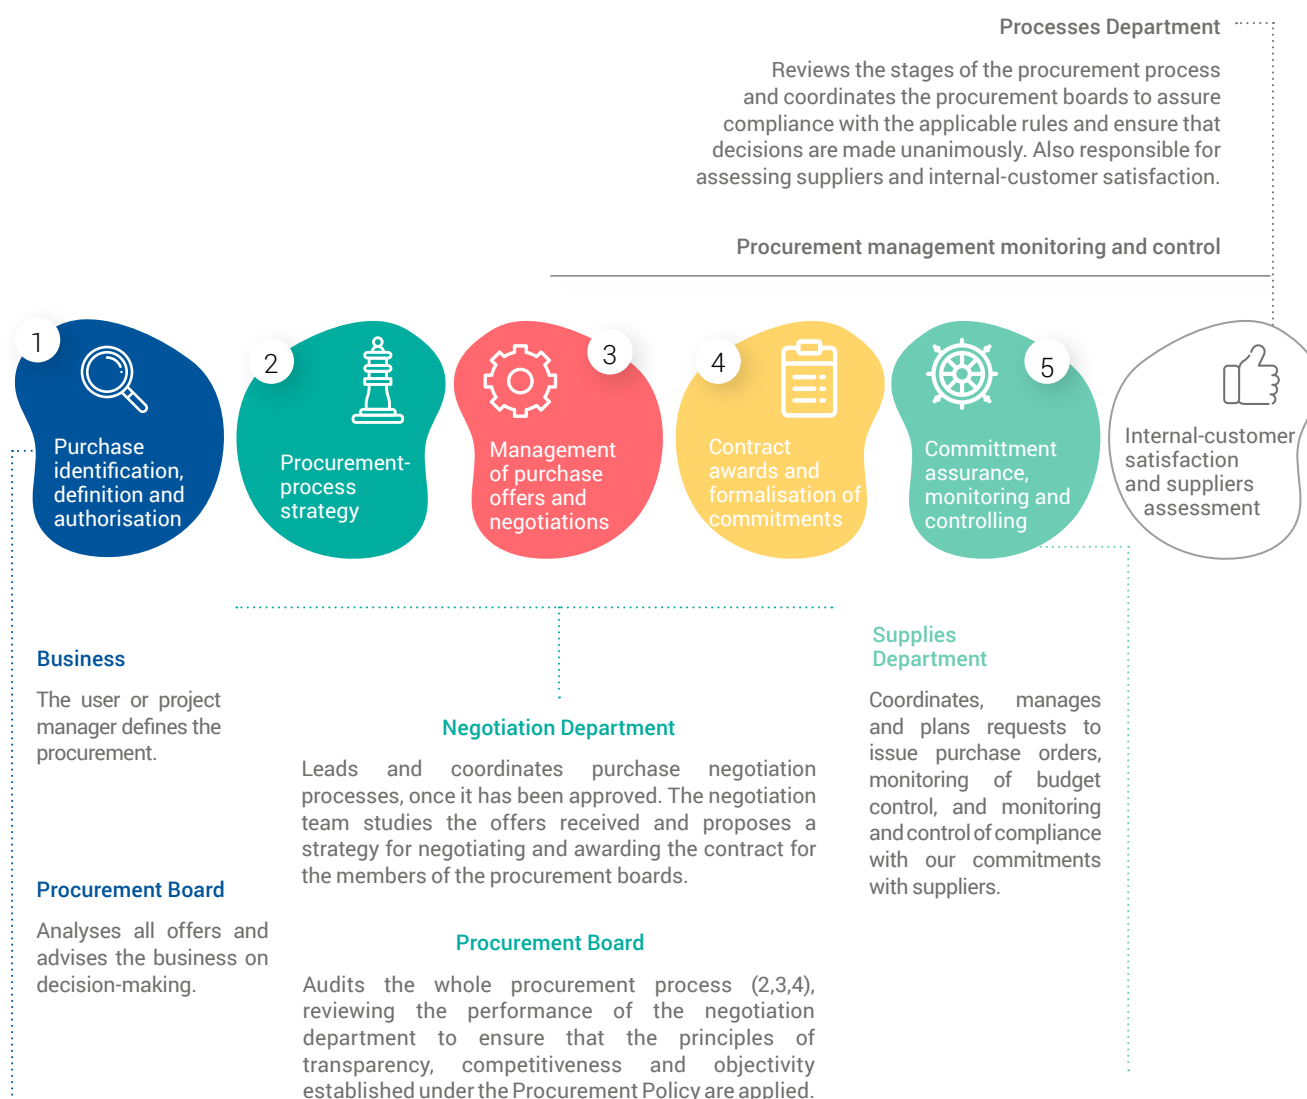 Processes Department
Reviews the stages of the procurement process
and coordinates the procurement boards to assure
compliance with the applicable rules and ensure that
decisions are made unanimously. Also responsible for
assessing suppliers and internal-customer satisfaction.
Procurement management monitoring and control
1
Purchase
identification,
definition and
authorisation
2
Procurement-
process
strategy
3
Management
of purchase
offers and
negotiations
4
Contract
awards and
formalisation of
commitments
5
Committment
assurance,
monitoring and
controlling
Internal-customer
satisfaction
and suppliers
assessment
Business
The user or project
manager defines the
procurement.
Procurement Board
Analyses all offers and
advises the business on
decision-making.
Negotiation Department
Leads and coordinates purchase negotiation
processes, once it has been approved. The negotiation
team studies the offers received and proposes a
strategy for negotiating and awarding the contract for
the members of the procurement boards.
Procurement Board
Audits the whole procurement process (2,3,4),
reviewing the performance of the negotiation
department to ensure that the principles of
transparency, competitiveness and objectivity
established under the Procurement Policy are applied.
Supplies
Department
Coordinates, manages
and plans requests to
issue purchase orders,
monitoring of budget
control, and monitoring
and control of compliance
with our commitments
with suppliers.